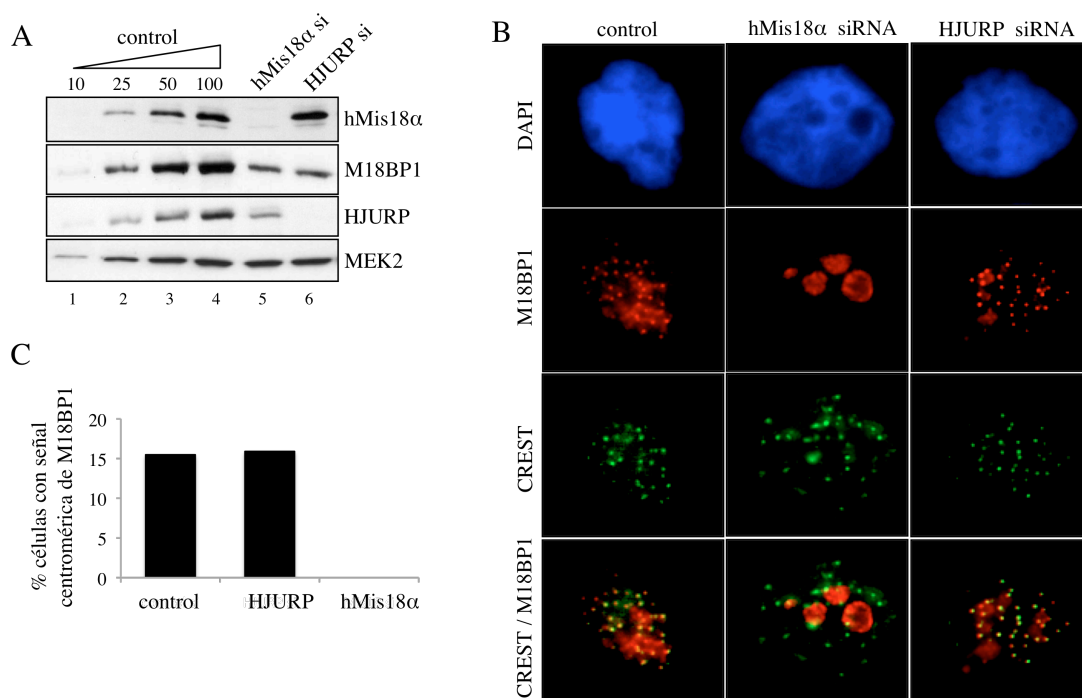 A
control
10 25 50 100 hMis18α si HJURP si
hMis18α
M18BP1
HJURP
MEK2
1 2 3 4 5 6
B
control hMis18α siRNA HJURP siRNA
DAPI
M18BP1
CREST
CREST / M18BP1
C
% células con señal
centromérica de M18BP1
20
15
10
5
0
control HJURP hMis18α